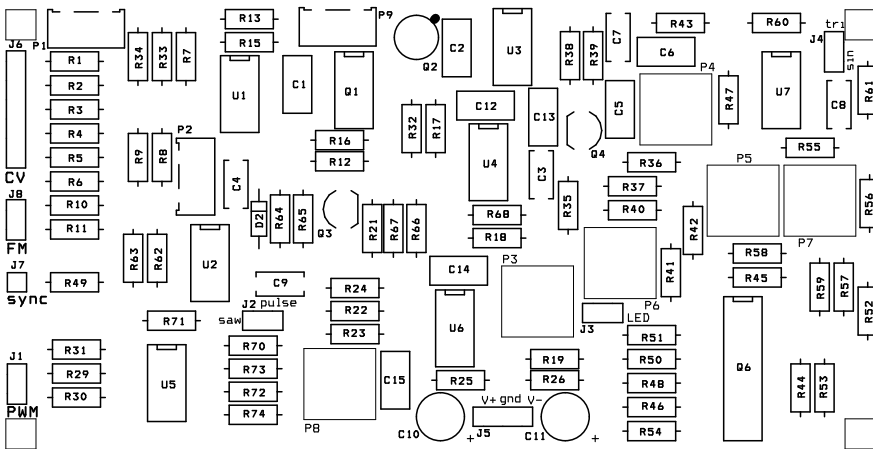 R13
P9
R43
R60
tri
J6
P1
R15
C7
J4
R34
R33
R7
Q2
C2
U3
R38
R39
C6
sin
R1
P4
R2
U1
C1
Q1
R47
U7
R61
R3
C12
C13
C5
C8
R4
P2
R16
R32
R17
R5
R9
R8
R12
U4
Q4
R55
R6
CV
C4
C3
R36
P5
J8
R10
D2
R64
R65
Q3
R37
R56
R11
R21
R67
R66
R68
R35
R40
FM
R18
R42
P7
R63
R62
U2
R58
J7
C14
P3
R41
R49
C9
R24
R45
R59
R57
sync
J2
pulse
R22
P6
R52
R71
saw
R23
U6
J3
LED
R51
R31
R70
R19
R50
J1
R29
U5
R73
C15
R25
R26
R48
Q6
R30
R72
R44
R53
PWM
R74
V+
gnd
V-
R46
P8
C10
+
J5
C11
+
R54